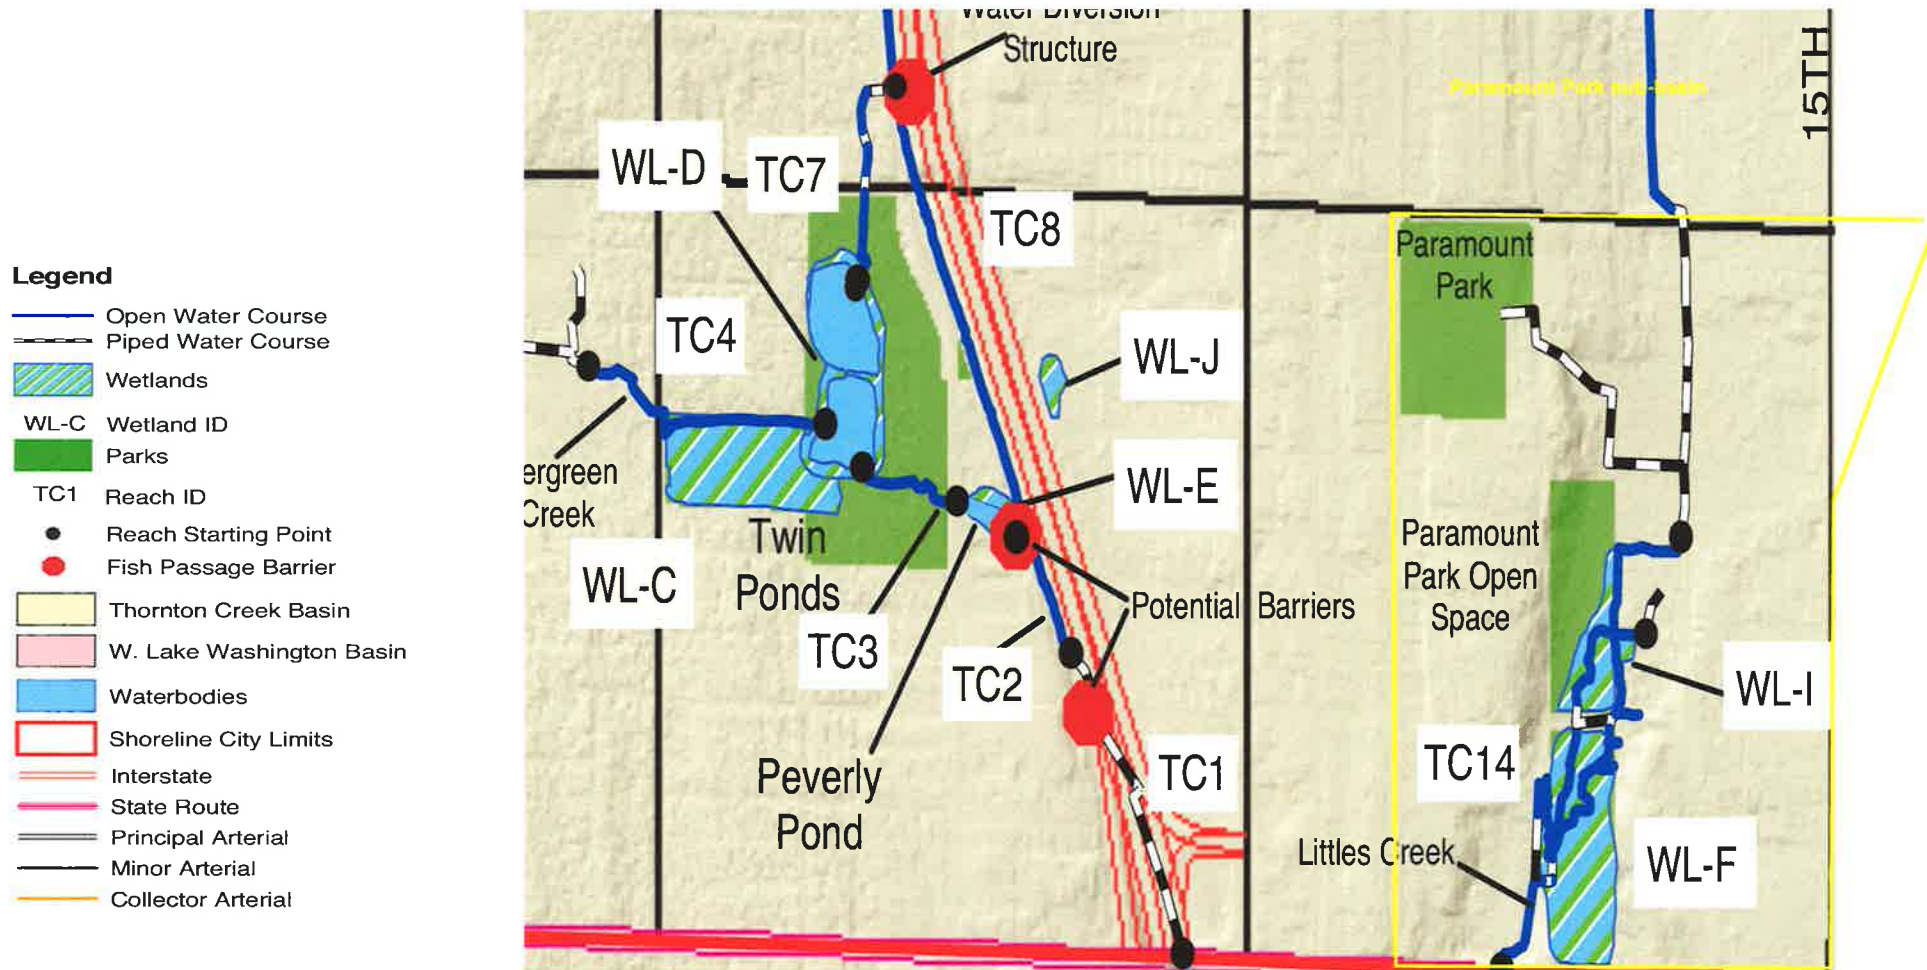 Legend
Open Water Course
Piped Water Course
Wetlands
WL-C Wetland ID
Parks
TC1 Reach ID
Reach Starting Point
Fish Passage Barrier
Thornton Creek Basin
W. Lake Washington Basin
Waterbodies
Shoreline City Limits
Interstate
State Route
Principal Arterial
Minor Arterial
Collector Arterial
Water Diversion
Structure
Paramount Park sub-basin
15TH
WL-D
TC7
TC8
Paramount
Park
TC4
WL-J
ergreen
Creek
WL-E
Twin
Ponds
Paramount
Park Open
Space
WL-C
Potential Barriers
TC3
TC2
WL-I
Peverly
Pond
TC1
TC14
Littles Creek
WL-F